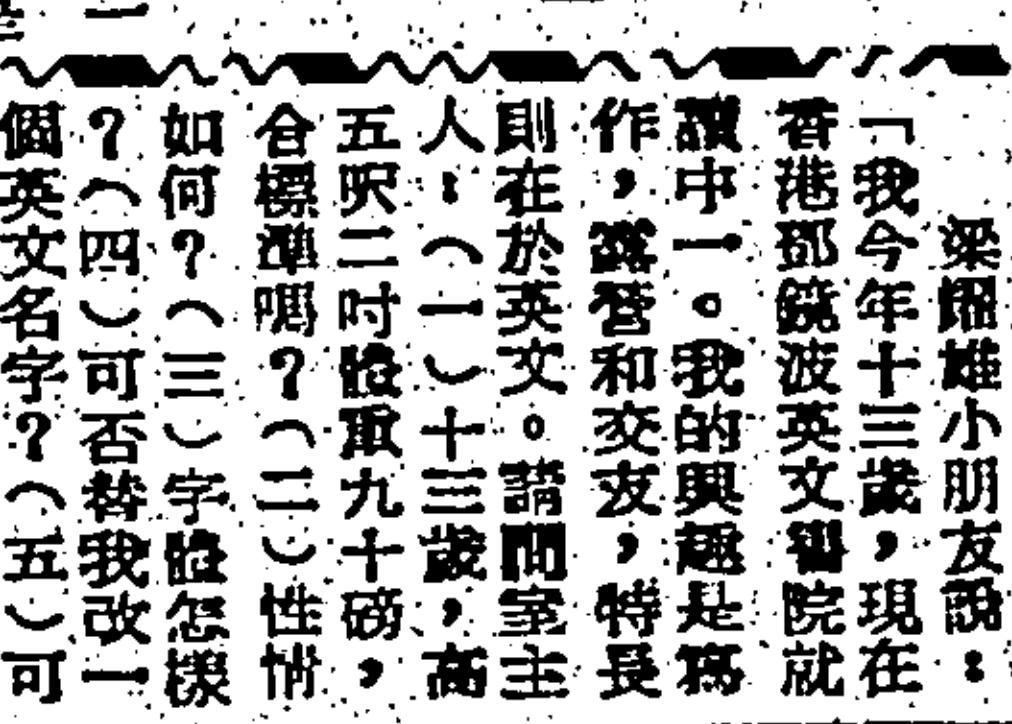 梁耀雄小朋友說：
「我今年十三歲，現在
香港鄧鏡波英文書院就
讀中一。我的興趣是寫
作，露營和交友，特長
則在於英文。請問室主
人：（一）十三歲，高
五呎二吋體重九十磅，
合標準嗎？（二）性情
如何？（三）字體怎樣
？（四）可否替我改一
個英文名字？（五）可